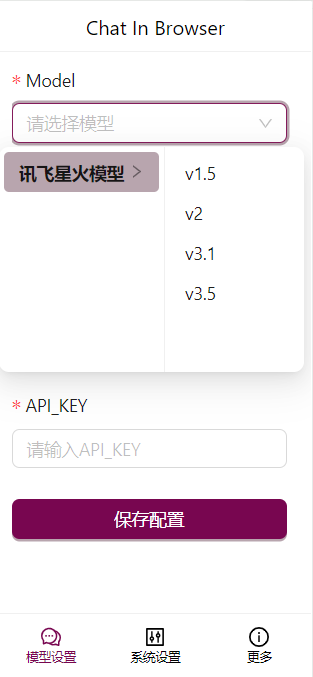 Chat In Browser
* Model
请选择模型
讯飞星火模型
v1.5
v2
v3.1
v3.5
* API_KEY
请输入API_KEY
保存配置
模型设置
系统设置
更多